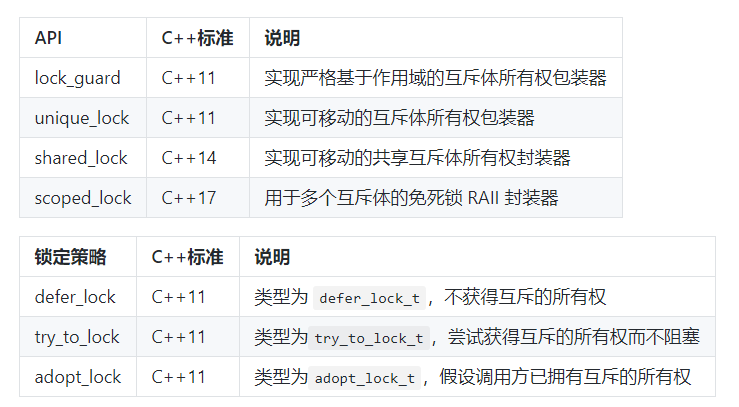 API C++标准 说明
lock_guard C++11 实现严格基于作用域的互斥体所有权包装器
unique_lock C++11 实现可移动的互斥体所有权包装器
shared_lock C++14 实现可移动的共享互斥体所有权封装器
scoped_lock C++17 用于多个互斥体的免死锁 RAII 封装器
锁定策略 C++标准 说明
defer_lock C++11 类型为 defer_lock_t，不获得互斥的所有权
try_to_lock C++11 类型为 try_to_lock_t，尝试获得互斥的所有权而不阻塞
adopt_lock C++11 类型为 adopt_lock_t，假设调用方已拥有互斥的所有权